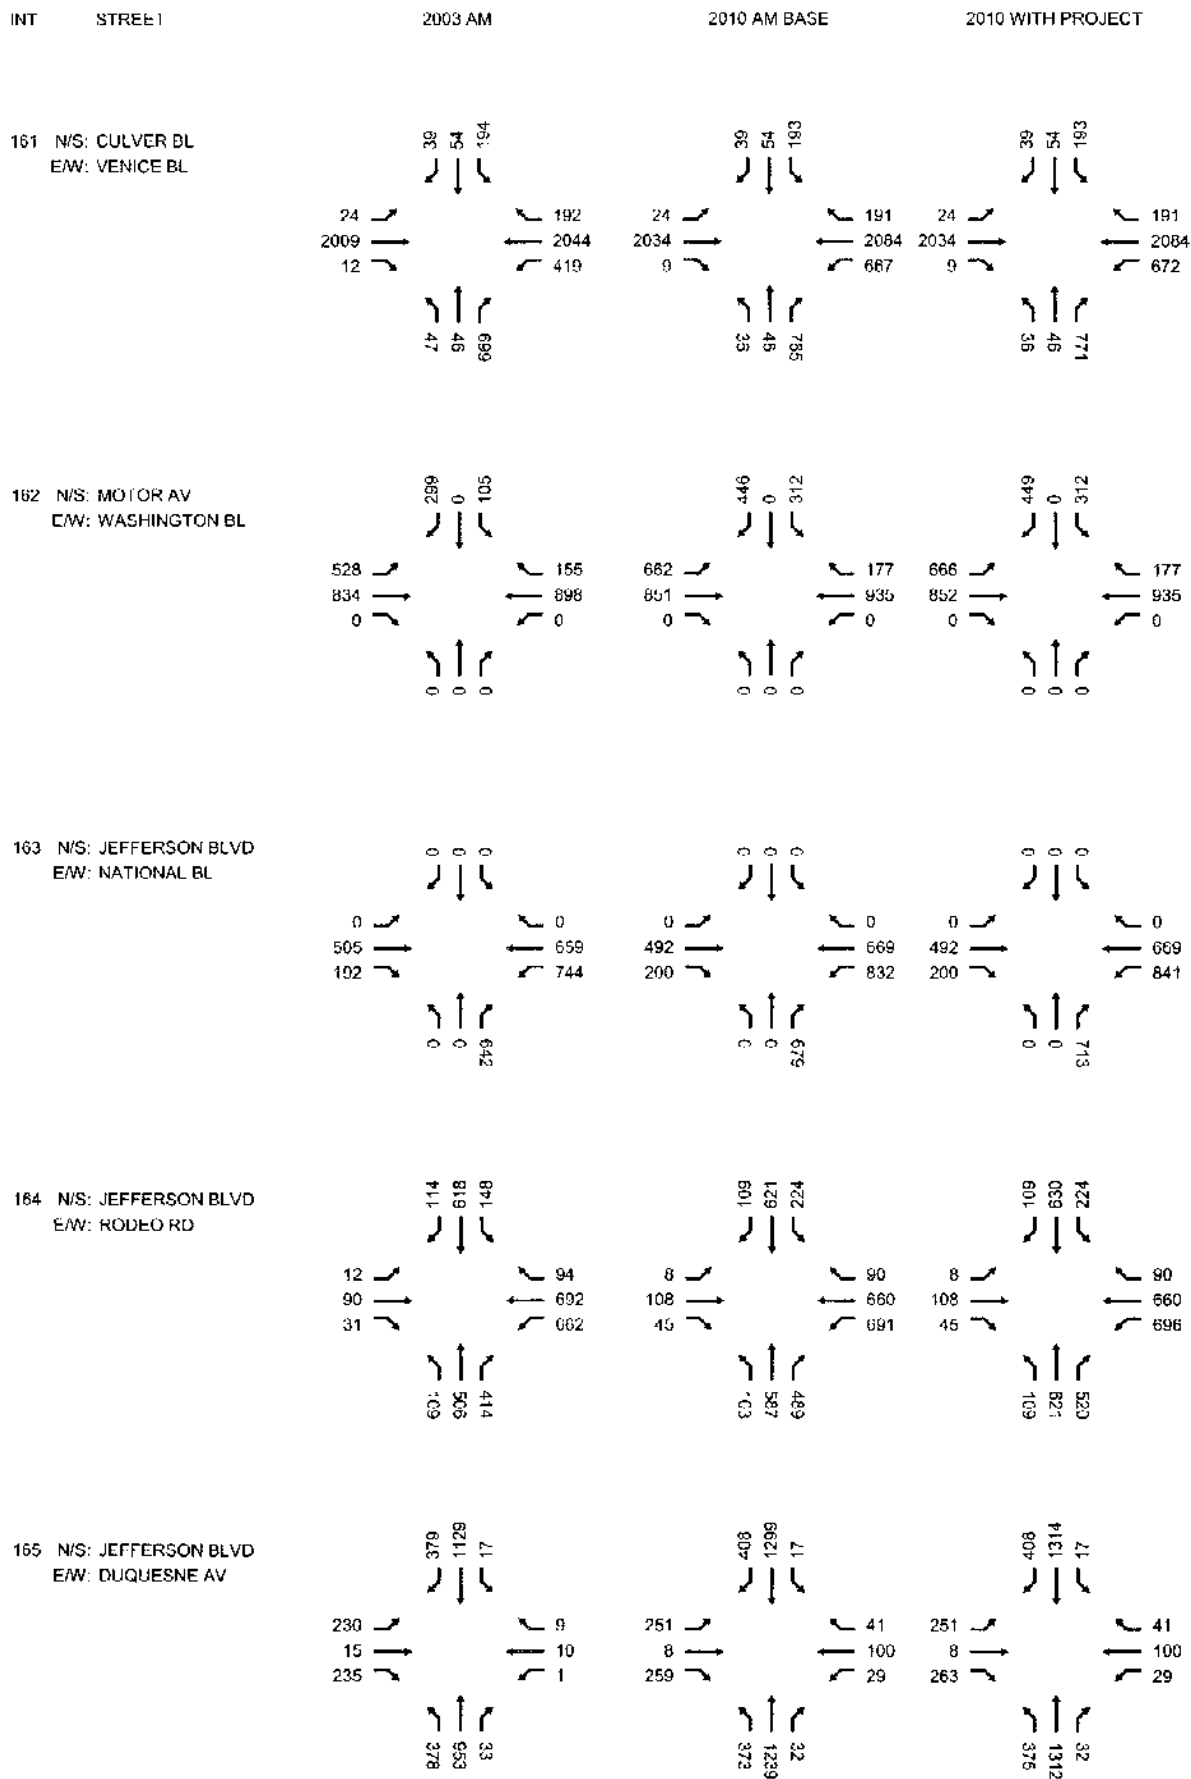 INT STREET 2003 AM 2010 AM BASE 2010 WITH PROJECT
161 N/S: CULVER BL
E/W: VENICE BL
39 54 194 39 54 193 39 54 193
24 192 24 191 24 191
2009 2044 2034 2084 2034 2084
12 419 9 667 9 672
47 46 699 36 46 765 36 46 771
162 N/S: MOTOR AV
E/W: WASHINGTON BL
299 0 105 446 0 312 449 0 312
528 155 662 177 666 177
834 898 851 935 852 935
0 0 0 0 0 0
0 0 0 0 0 0 0 0 0
163 N/S: JEFFERSON BLVD
E/W: NATIONAL BL
0 0 0 0 0 0 0 0 0
0 0 0 0 0 0
505 659 492 669 492 669
192 744 200 832 200 841
0 0 642 0 0 679 0 0 713
164 N/S: JEFFERSON BLVD
E/W: RODEO RD
114 618 148 109 621 224 109 630 224
12 94 8 90 8 90
90 692 108 660 108 660
31 662 45 691 45 696
109 506 414 103 587 489 109 621 520
165 N/S: JEFFERSON BLVD
E/W: DUQUESNE AV
379 1129 17 408 1299 17 408 1314 17
230 9 251 41 251 41
15 10 8 100 8 100
235 1 259 29 263 29
378 953 33 373 1239 32 375 1312 32